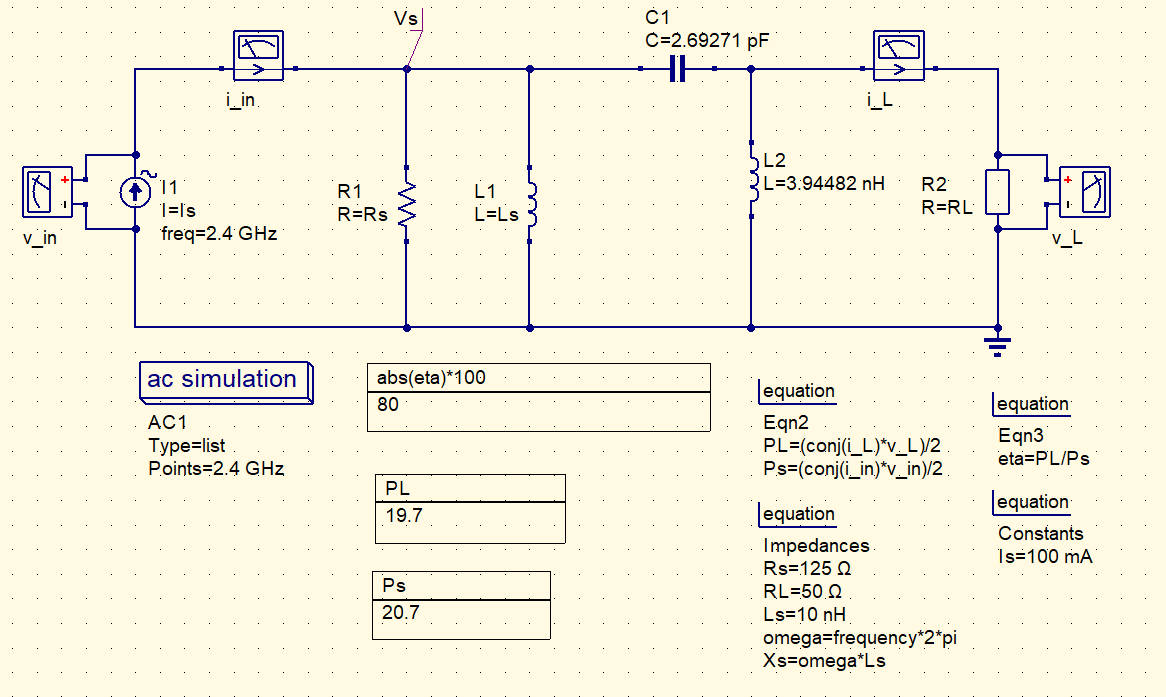 Vs
C1
C=2.69271 pF
i_in
i_L
v_in
I1
I=Is
freq=2.4 GHz
R1
R=Rs
L1
L=Ls
L2
L=3.94482 nH
R2
R=RL
v_L
ac simulation
AC1
Type=list
Points=2.4 GHz
abs(eta)*100
80
PL
19.7
Ps
20.7
equation
Eqn2
PL=(conj(i_L)*v_L)/2
Ps=(conj(i_in)*v_in)/2
equation
Impedances
Rs=125 Ω
RL=50 Ω
Ls=10 nH
omega=frequency*2*pi
Xs=omega*Ls
equation
Eqn3
eta=PL/Ps
equation
Constants
Is=100 mA